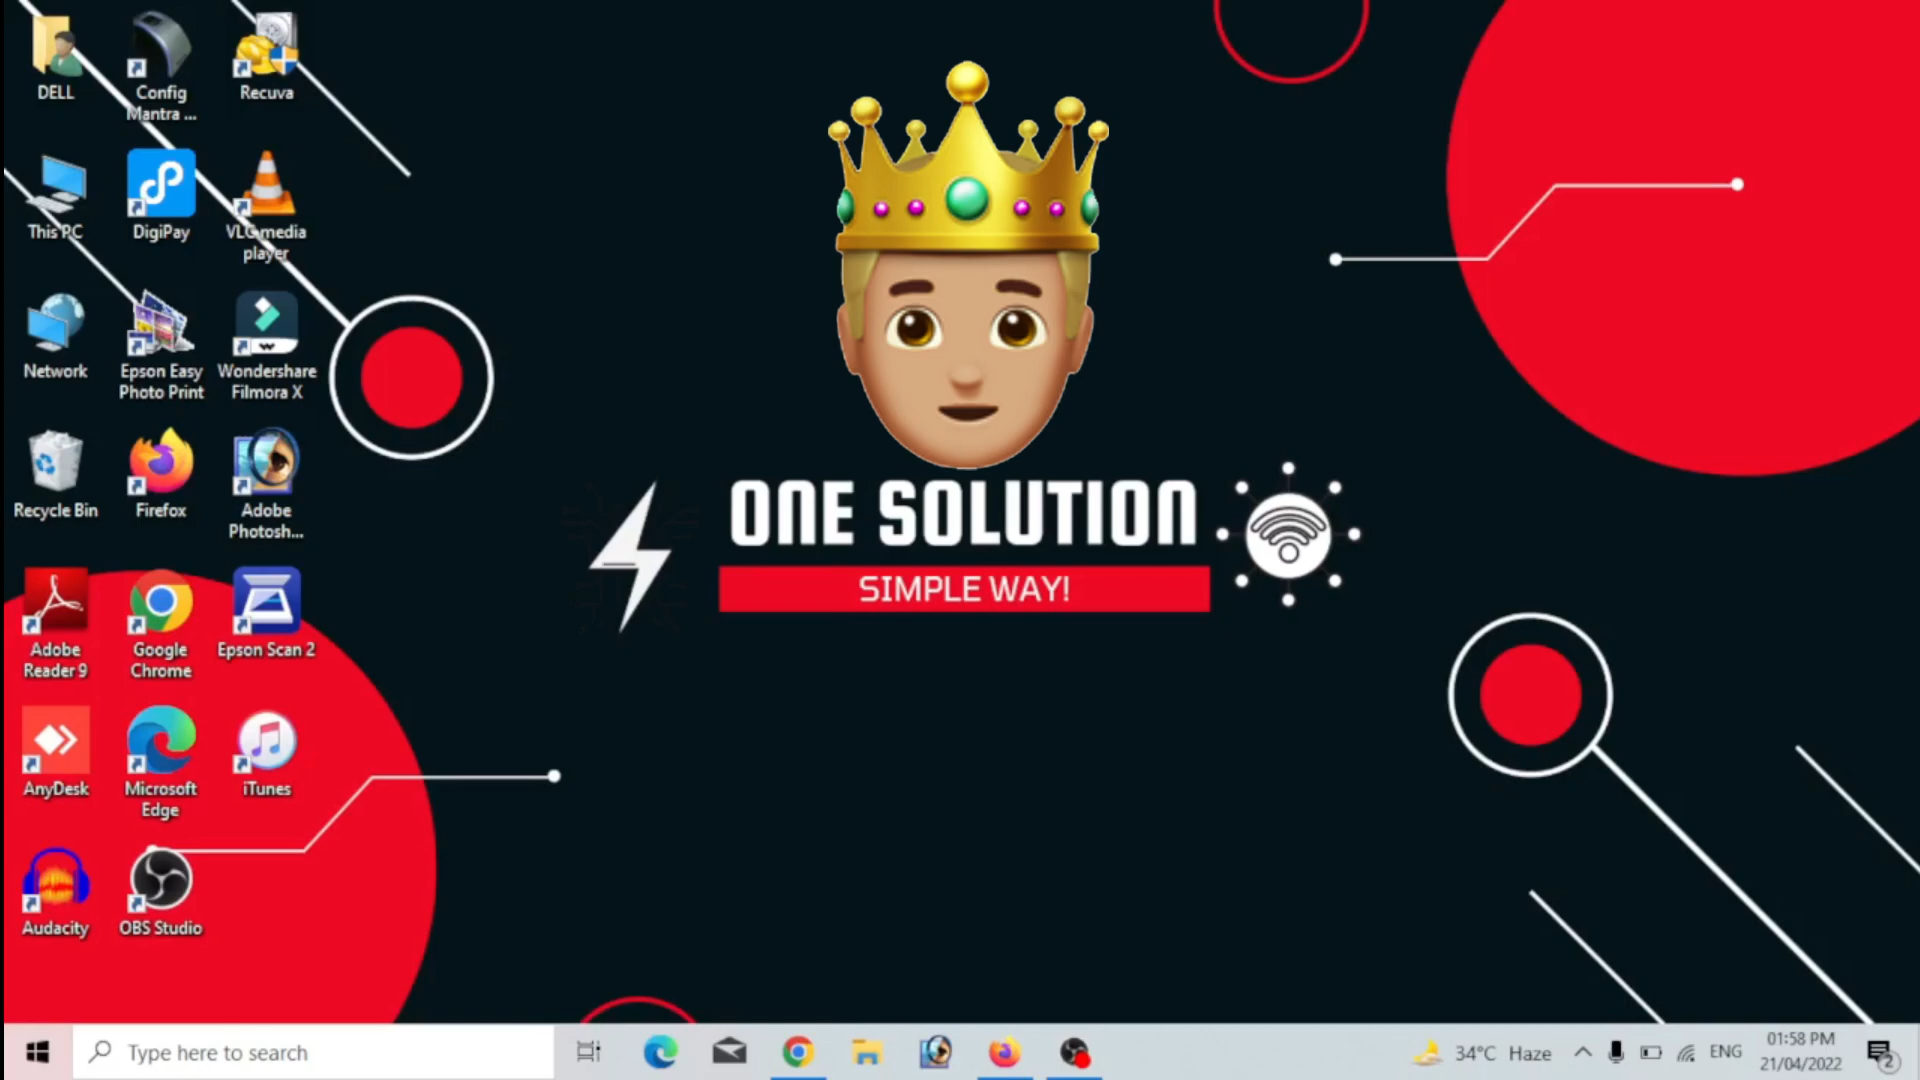 DELL
Config
Mantra ...
Recuva
This PC
DigiPay
VLC media
player
Network
Epson Easy
Photo Print
Wondershare
Filmora X
Recycle Bin
Firefox
Adobe
Photosh...
Adobe
Reader 9
Google
Chrome
Epson Scan 2
AnyDesk
Microsoft
Edge
iTunes
Audacity
OBS Studio
ONE SOLUTION
SIMPLE WAY!
Type here to search
34°C Haze
ENG
01:58 PM
21/04/2022
2